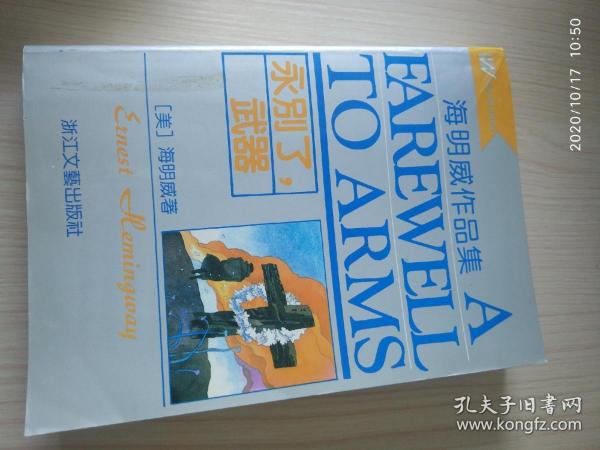 海明威作品集
A
FAREWELL
TO ARMS
永别了,
武器
[美] 海明威著
Ernest Hemingway
浙江文藝出版社
2020/10/17 10:50
孔夫子旧书网
www.kongfz.com